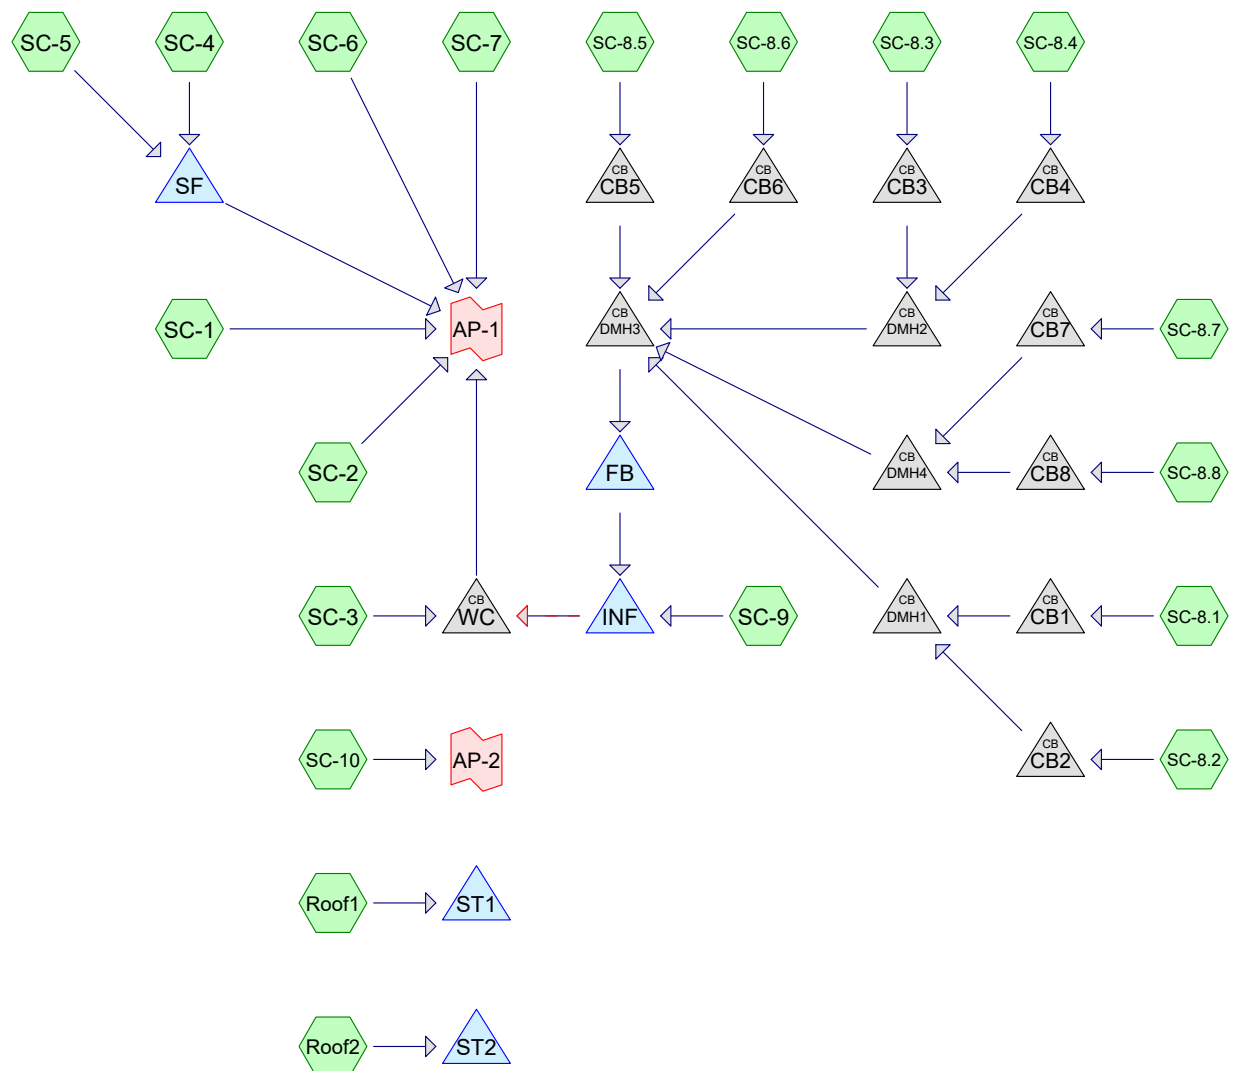 SC-5
SC-4
SC-6
SC-7
SC-8.5
SC-8.6
SC-8.3
SC-8.4
SF
CB
CB5
CB
CB6
CB
CB3
CB
CB4
SC-1
AP-1
CB
DMH3
CB
DMH2
CB
CB7
SC-8.7
SC-2
FB
CB
DMH4
CB
CB8
SC-8.8
SC-3
CB
WC
INF
SC-9
CB
DMH1
CB
CB1
SC-8.1
SC-10
AP-2
CB
CB2
SC-8.2
Roof1
ST1
Roof2
ST2